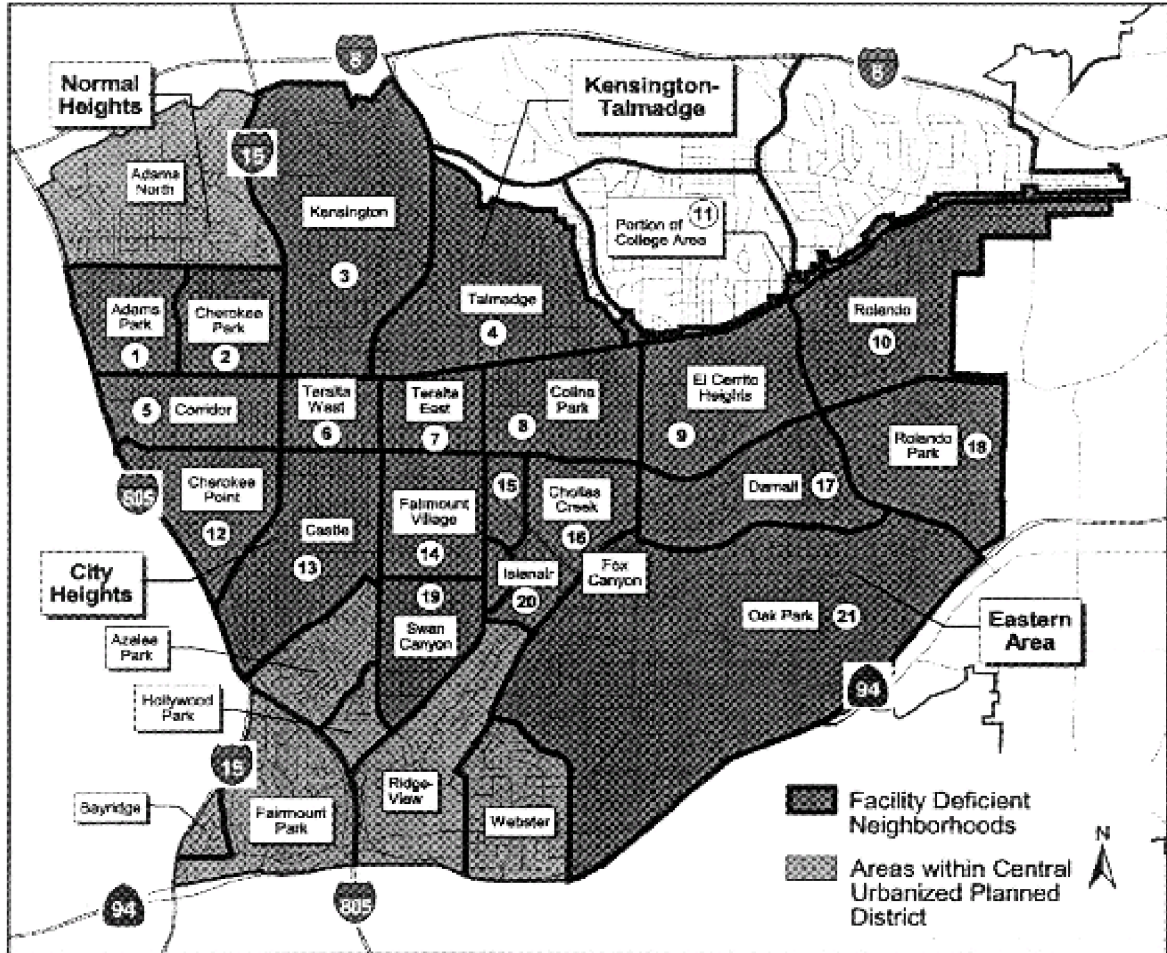 8
8
Normal
Heights
Kensington-
Talmadge
15
Adams
North
Kensington
11
Portion of
College Area
3
Talmadge
4
Adams
Park
1
Cherokee
Park
2
Rolando
10
5
Corridor
Teralta
West
6
Teralta
East
7
Colina
Park
8
El Cerrito
Heights
9
Rolando
Park
18
805
Cherokee
Point
12
Castle
13
Fairmount
Village
14
15
Chollas
Creek
16
Darnall
17
City
Heights
Islenair
20
Fox
Canyon
19
Swan
Canyon
Oak Park
21
Eastern
Area
Azalea
Park
Hollywood
Park
94
15
Bayridge
Fairmount
Park
Ridge-
View
Webster
94
805
Facility Deficient
Neighborhoods
Areas within Central
Urbanized Planned
District
N